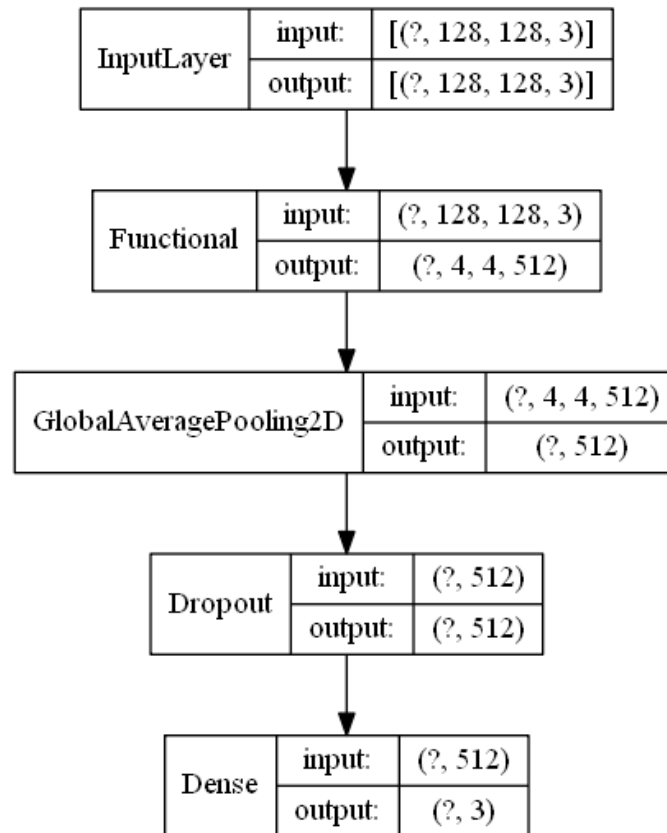 InputLayer
input: [(?, 128, 128, 3)]
output: [(?, 128, 128, 3)]
Functional
input: (?, 128, 128, 3)
output: (?, 4, 4, 512)
GlobalAveragePooling2D
input: (?, 4, 4, 512)
output: (?, 512)
Dropout
input: (?, 512)
output: (?, 512)
Dense
input: (?, 512)
output: (?, 3)